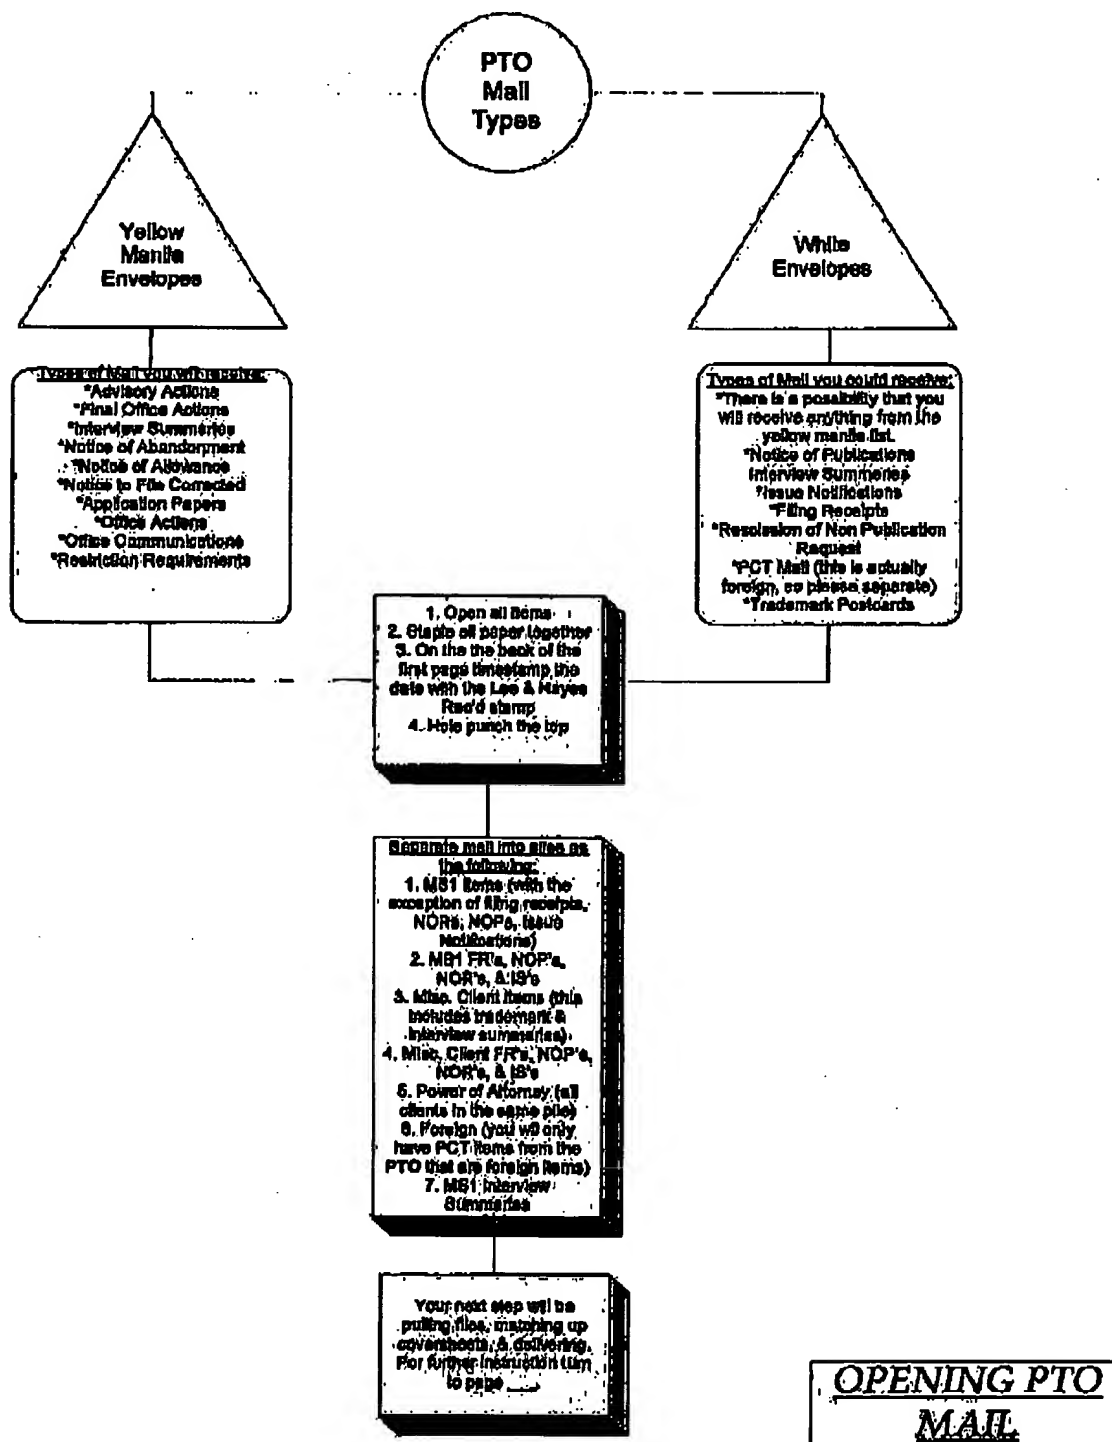 PTO
Mail
Types
Yellow
Manila
Envelopes
White
Envelopes
Types of Mail you will receive:
*Advisory Actions
*Final Office Actions
*Interview Summaries
*Notice of Abandonment
*Notice of Allowance
*Notice to File Corrected
*Application Papers
*Office Actions
*Office Communications
*Restriction Requirements
Types of Mail you could receive:
*There is a possibility that you
will receive anything from the
yellow manila list.
*Notice of Publications
Interview Summaries
*Issue Notifications
*Filing Receipts
*Rescission of Non Publication
Request
*PCT Mail (this is actually
foreign, so please separate)
*Trademark Postcards
1. Open all items
2. Staple all paper together
3. On the the back of the
first page timestamp the
date with the Lee & Hayes
Rec'd stamp
4. Hole punch the top
Separate mail into piles as
the following:
1. MS1 items (with the
exception of filing receipts,
NORs, NOPs, Issue
Notifications)
2. MS1 FR's, NOP's,
NOR's, & IS's
3. Misc. Client items (this
includes trademark &
interview summaries)
4. Misc. Client FR's, NOP's,
NOR's, & IS's
5. Power of Attorney (all
clients in the same pile)
6. Foreign (you will only
have PCT items from the
PTO that are foreign items)
7. MS1 Interview
Summaries
Your next step will be
pulling files, matching up
coversheets, & delivering.
For further instruction turn
to page ___.
OPENING PTO
MAIL